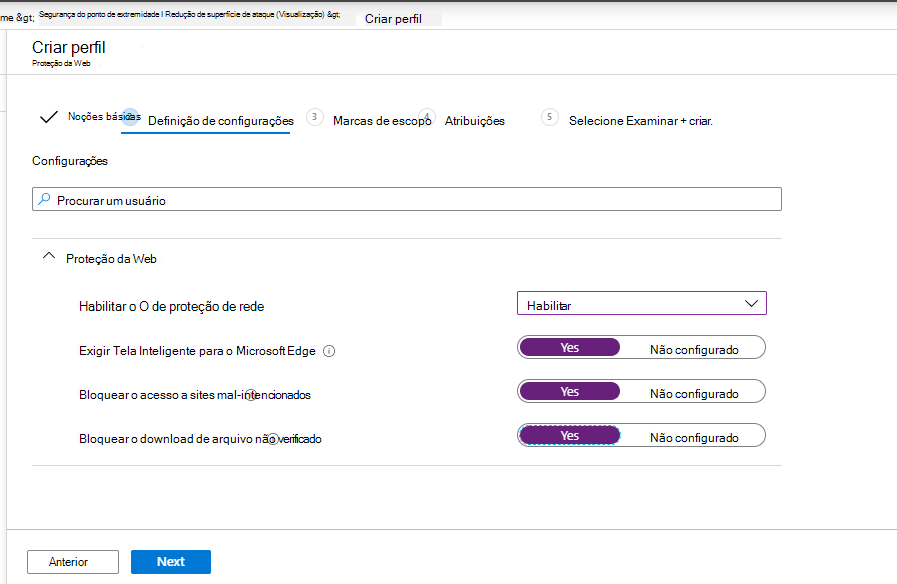 me &gt; Segurança do ponto de extremidade I Redução de superfície de ataque (Visualização) &gt; Criar perfil
Criar perfil
Proteção da Web
Noções básicas 2 Definição de configurações 3 Marcas de escopo 4 Atribuições 5 Selecione Examinar + criar.
Configurações
Procurar um usuário
Proteção da Web
Habilitar o O de proteção de rede Habilitar
Exigir Tela Inteligente para o Microsoft Edge Yes Não configurado
Bloquear o acesso a sites mal-intencionados Yes Não configurado
Bloquear o download de arquivo não verificado Yes Não configurado
Anterior Next